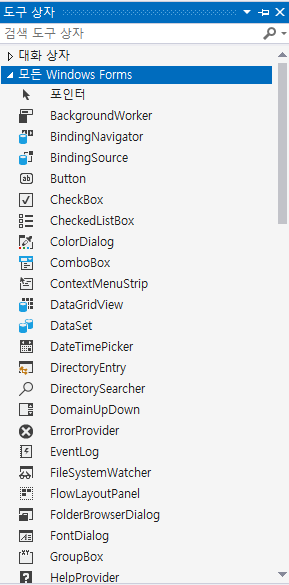 도구 상자
검색 도구 상자
대화 상자
모든 Windows Forms
포인터
BackgroundWorker
BindingNavigator
BindingSource
ab
Button
CheckBox
CheckedListBox
ColorDialog
ComboBox
ContextMenuStrip
DataGridView
DataSet
DateTimePicker
DirectoryEntry
DirectorySearcher
DomainUpDown
ErrorProvider
EventLog
FileSystemWatcher
FlowLayoutPanel
FolderBrowserDialog
FontDialog
XY
GroupBox
?
HelpProvider